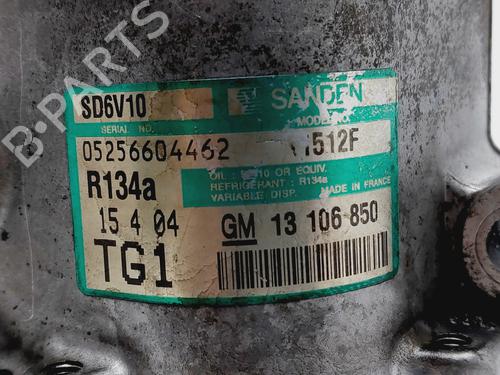 B-PARTS
SD6V10
SANDEN
SERIAL NO.
MODEL NO.
05256604462
1512F
OIL : 10 OR EQUIV.
REFRIGERANT : R134a
VARIABLE DISP.
MADE IN FRANCE
R134a
15 4 04
GM 13 106 850
TG1